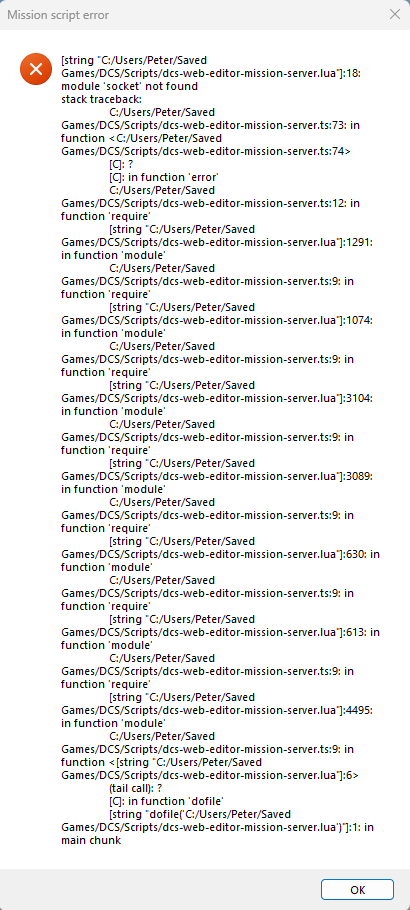 Mission script error
[string "C:/Users/Peter/Saved
Games/DCS/Scripts/dcs-web-editor-mission-server.lua"]:18:
module 'socket' not found
stack traceback:
C:/Users/Peter/Saved
Games/DCS/Scripts/dcs-web-editor-mission-server.ts:73: in
function <C:/Users/Peter/Saved
Games/DCS/Scripts/dcs-web-editor-mission-server.ts:74>
[C]: ?
[C]: in function 'error'
C:/Users/Peter/Saved
Games/DCS/Scripts/dcs-web-editor-mission-server.ts:12: in
function 'require'
[string "C:/Users/Peter/Saved
Games/DCS/Scripts/dcs-web-editor-mission-server.lua"]:1291:
in function 'module'
C:/Users/Peter/Saved
Games/DCS/Scripts/dcs-web-editor-mission-server.ts:9: in
function 'require'
[string "C:/Users/Peter/Saved
Games/DCS/Scripts/dcs-web-editor-mission-server.lua"]:1074:
in function 'module'
C:/Users/Peter/Saved
Games/DCS/Scripts/dcs-web-editor-mission-server.ts:9: in
function 'require'
[string "C:/Users/Peter/Saved
Games/DCS/Scripts/dcs-web-editor-mission-server.lua"]:3104:
in function 'module'
C:/Users/Peter/Saved
Games/DCS/Scripts/dcs-web-editor-mission-server.ts:9: in
function 'require'
[string "C:/Users/Peter/Saved
Games/DCS/Scripts/dcs-web-editor-mission-server.lua"]:3089:
in function 'module'
C:/Users/Peter/Saved
Games/DCS/Scripts/dcs-web-editor-mission-server.ts:9: in
function 'require'
[string "C:/Users/Peter/Saved
Games/DCS/Scripts/dcs-web-editor-mission-server.lua"]:630: in
function 'module'
C:/Users/Peter/Saved
Games/DCS/Scripts/dcs-web-editor-mission-server.ts:9: in
function 'require'
[string "C:/Users/Peter/Saved
Games/DCS/Scripts/dcs-web-editor-mission-server.lua"]:613: in
function 'module'
C:/Users/Peter/Saved
Games/DCS/Scripts/dcs-web-editor-mission-server.ts:9: in
function 'require'
[string "C:/Users/Peter/Saved
Games/DCS/Scripts/dcs-web-editor-mission-server.lua"]:4495:
in function 'module'
C:/Users/Peter/Saved
Games/DCS/Scripts/dcs-web-editor-mission-server.ts:9: in
function <[string "C:/Users/Peter/Saved
Games/DCS/Scripts/dcs-web-editor-mission-server.lua"]:6>
(tail call): ?
[C]: in function 'dofile'
[string "dofile('C:/Users/Peter/Saved
Games/DCS/Scripts/dcs-web-editor-mission-server.lua')"]:1: in
main chunk
OK